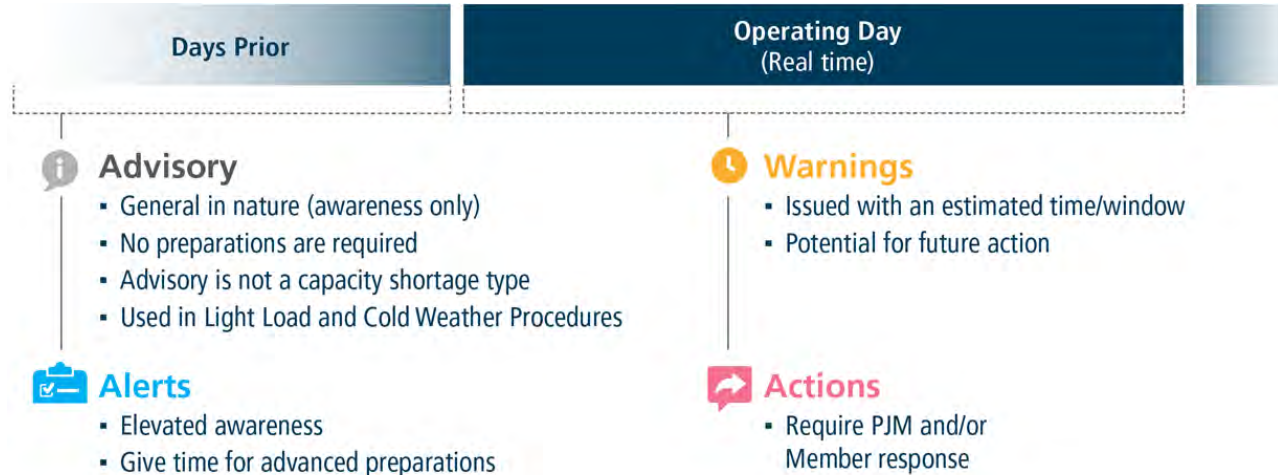 Days Prior
Operating Day
(Real time)
Advisory
▪ General in nature (awareness only)
▪ No preparations are required
▪ Advisory is not a capacity shortage type
▪ Used in Light Load and Cold Weather Procedures
Alerts
▪ Elevated awareness
▪ Give time for advanced preparations
Warnings
▪ Issued with an estimated time/window
▪ Potential for future action
Actions
▪ Require PJM and/or
Member response